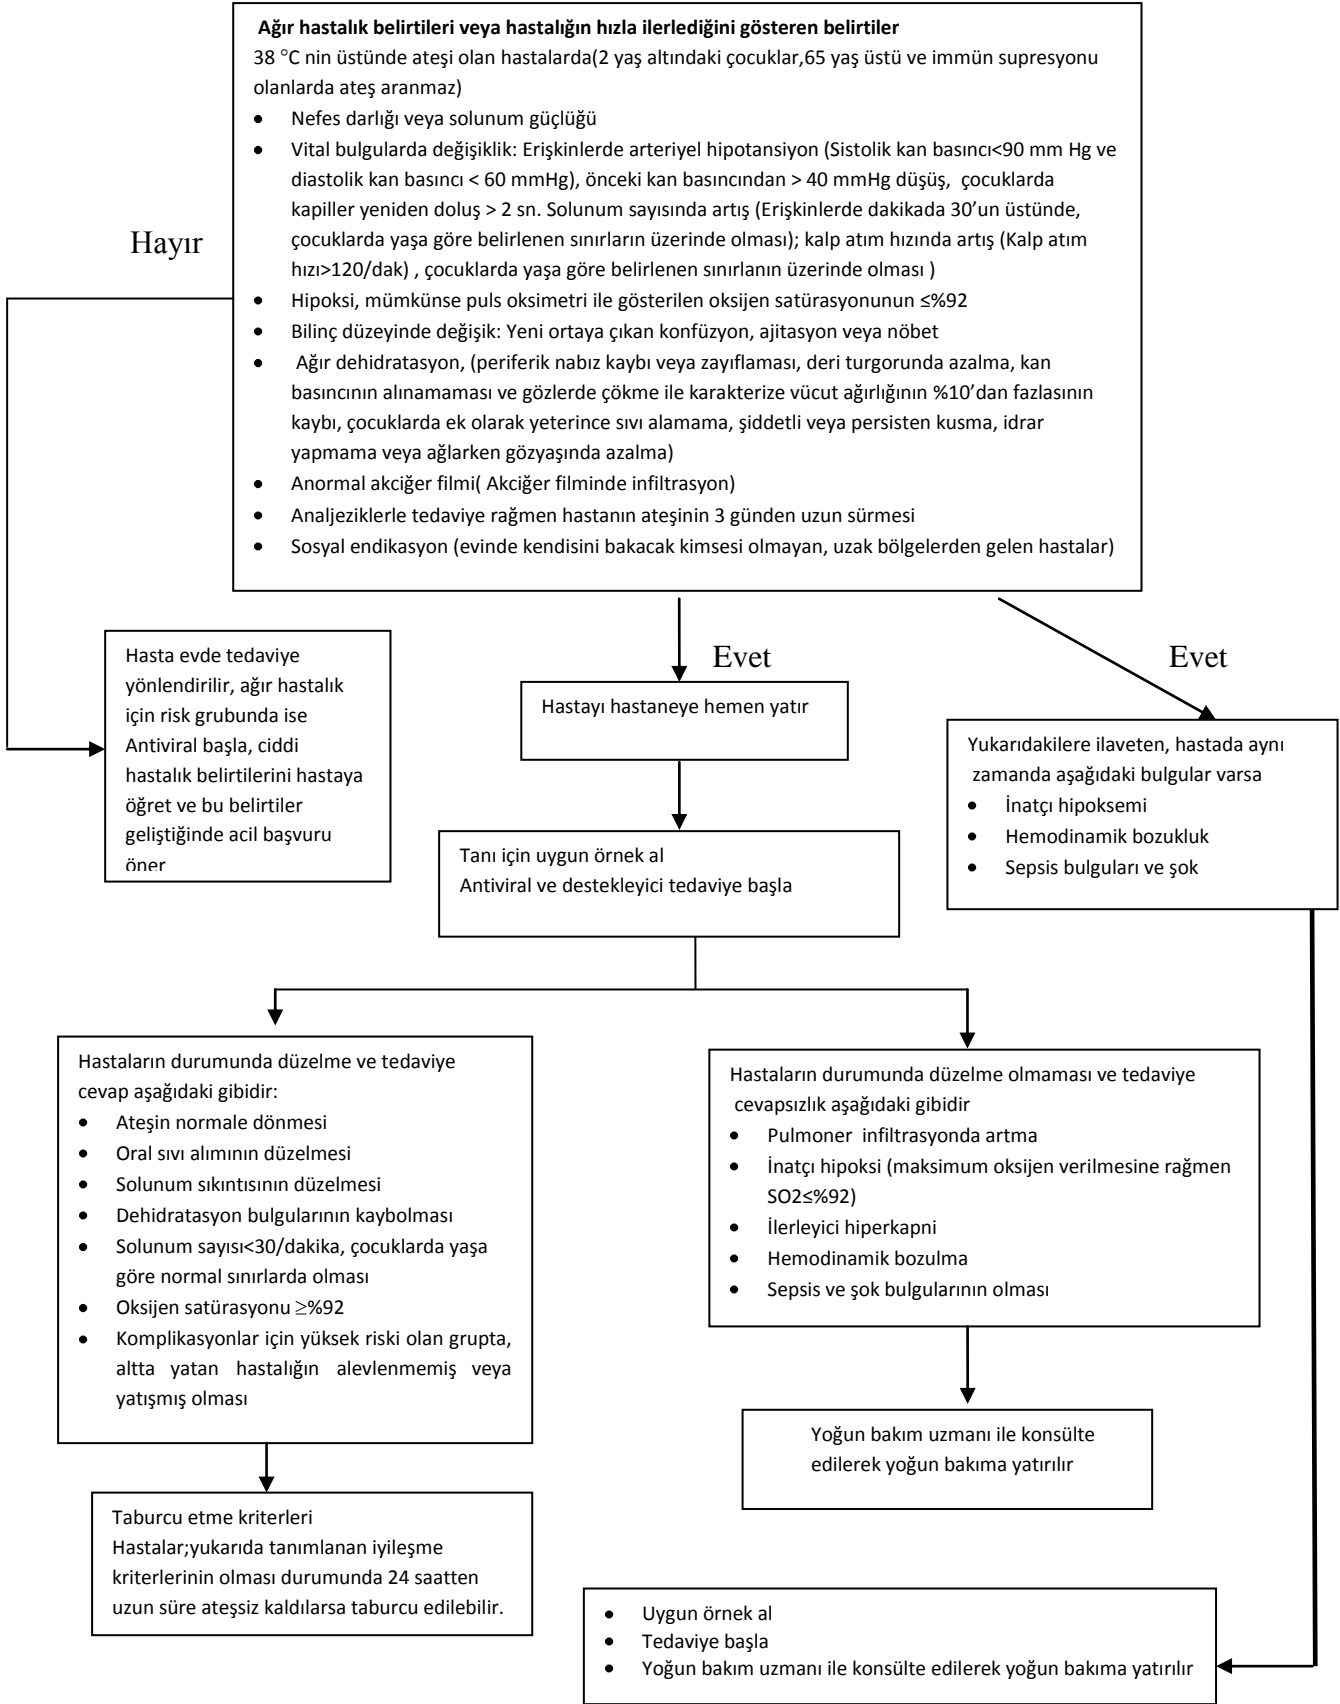 Ağır hastalık belirtileri veya hastalığın hızla ilerlediğini gösteren belirtiler
38 °C nin üstünde ateşi olan hastalarda(2 yaş altındaki çocuklar,65 yaş üstü ve immün supresyonu
olanlarda ateş aranmaz)
• Nefes darlığı veya solunum güçlüğü
• Vital bulgularda değişiklik: Erişkinlerde arteriyel hipotansiyon (Sistolik kan basıncı<90 mm Hg ve
diastolik kan basıncı < 60 mmHg), önceki kan basıncından > 40 mmHg düşüş, çocuklarda
kapiller yeniden doluş > 2 sn. Solunum sayısında artış (Erişkinlerde dakikada 30’un üstünde,
çocuklarda yaşa göre belirlenen sınırların üzerinde olması); kalp atım hızında artış (Kalp atım
hızı>120/dak) , çocuklarda yaşa göre belirlenen sınırlanın üzerinde olması )
• Hipoksi, mümkünse puls oksimetri ile gösterilen oksijen satürasyonunun ≤%92
• Bilinç düzeyinde değişik: Yeni ortaya çıkan konfüzyon, ajitasyon veya nöbet
• Ağır dehidratasyon, (periferik nabız kaybı veya zayıflaması, deri turgorunda azalma, kan
basıncının alınamaması ve gözlerde çökme ile karakterize vücut ağırlığının %10’dan fazlasının
kaybı, çocuklarda ek olarak yeterince sıvı alamama, şiddetli veya persisten kusma, idrar
yapmama veya ağlarken gözyaşında azalma)
• Anormal akciğer filmi( Akciğer filminde infiltrasyon)
• Analjeziklerle tedaviye rağmen hastanın ateşinin 3 günden uzun sürmesi
• Sosyal endikasyon (evinde kendisini bakacak kimsesi olmayan, uzak bölgelerden gelen hastalar)
Hayır
Evet
Evet
Hasta evde tedaviye
yönlendirilir, ağır hastalık
için risk grubunda ise
Antiviral başla, ciddi
hastalık belirtilerini hastaya
öğret ve bu belirtiler
geliştiğinde acil başvuru
öner
Hastayı hastaneye hemen yatır
Yukarıdakilere ilaveten, hastada aynı
zamanda aşağıdaki bulgular varsa
• İnatçı hipoksemi
• Hemodinamik bozukluk
• Sepsis bulguları ve şok
Tanı için uygun örnek al
Antiviral ve destekleyici tedaviye başla
Hastaların durumunda düzelme ve tedaviye
cevap aşağıdaki gibidir:
• Ateşin normale dönmesi
• Oral sıvı alımının düzelmesi
• Solunum sıkıntısının düzelmesi
• Dehidratasyon bulgularının kaybolması
• Solunum sayısı<30/dakika, çocuklarda yaşa
göre normal sınırlarda olması
• Oksijen satürasyonu ≥%92
• Komplikasyonlar için yüksek riski olan grupta,
altta yatan hastalığın alevlenmemiş veya
yatışmış olması
Hastaların durumunda düzelme olmaması ve tedaviye
cevapsızlık aşağıdaki gibidir
• Pulmoner infiltrasyonda artma
• İnatçı hipoksi (maksimum oksijen verilmesine rağmen
SO2≤%92)
• İlerleyici hiperkapni
• Hemodinamik bozulma
• Sepsis ve şok bulgularının olması
Yoğun bakım uzmanı ile konsülte
edilerek yoğun bakıma yatırılır
Taburcu etme kriterleri
Hastalar;yukarıda tanımlanan iyileşme
kriterlerinin olması durumunda 24 saatten
uzun süre ateşsiz kaldılarsa taburcu edilebilir.
• Uygun örnek al
• Tedaviye başla
• Yoğun bakım uzmanı ile konsülte edilerek yoğun bakıma yatırılır